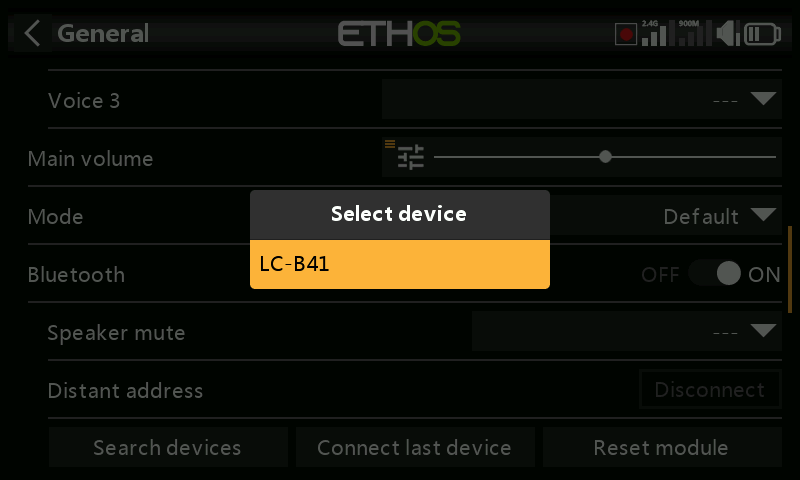 General
ETHOS
2.4G
900M
Voice 3
---
Main volume
Mode
Default
Select device
LC-B41
Bluetooth
OFF
ON
Speaker mute
---
Distant address
Disconnect
Search devices
Connect last device
Reset module